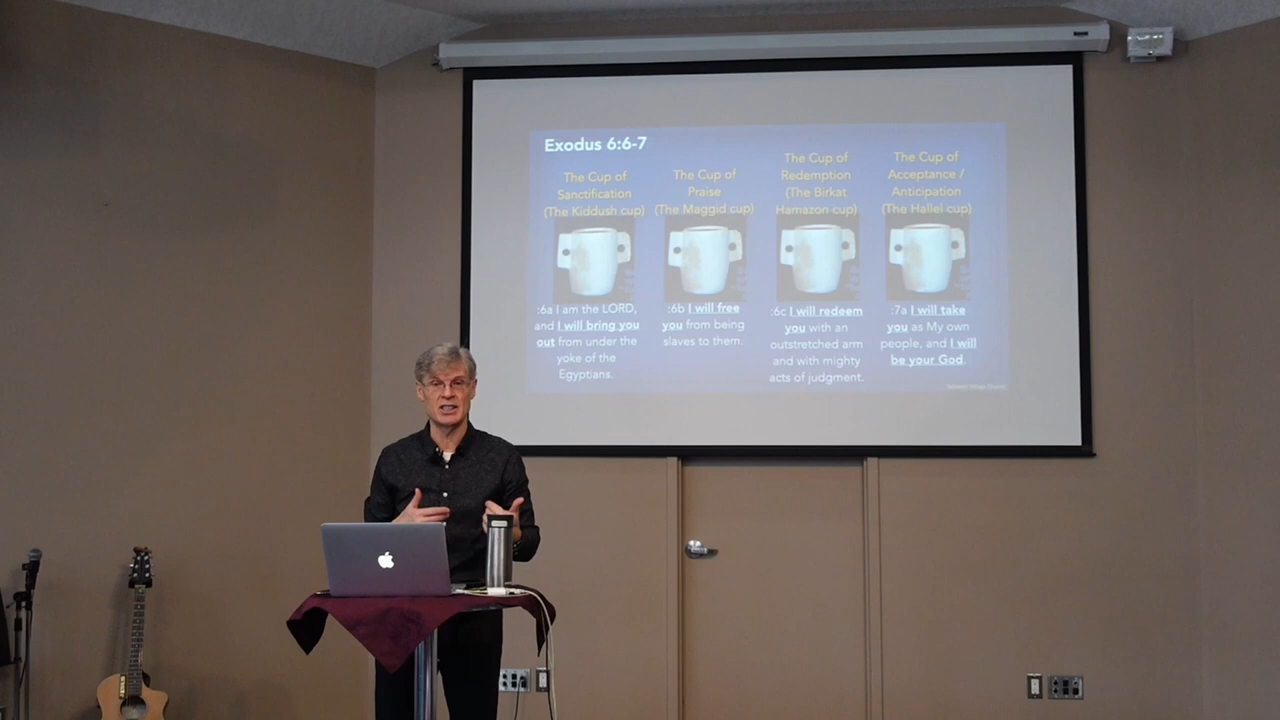 Exodus 6:6-7
The Cup of
Sanctification
(The Kiddush cup)
:6a I am the LORD,
and I will bring you
out from under the
yoke of the
Egyptians.
The Cup of
Praise
(The Maggid cup)
:6b I will free
you from being
slaves to them.
The Cup of
Redemption
(The Birkat
Hamazon cup)
:6c I will redeem
you with an
outstretched arm
and with mighty
acts of judgment.
The Cup of
Acceptance /
Anticipation
(The Hallel cup)
:7a I will take
you as My own
people, and I will
be your God.